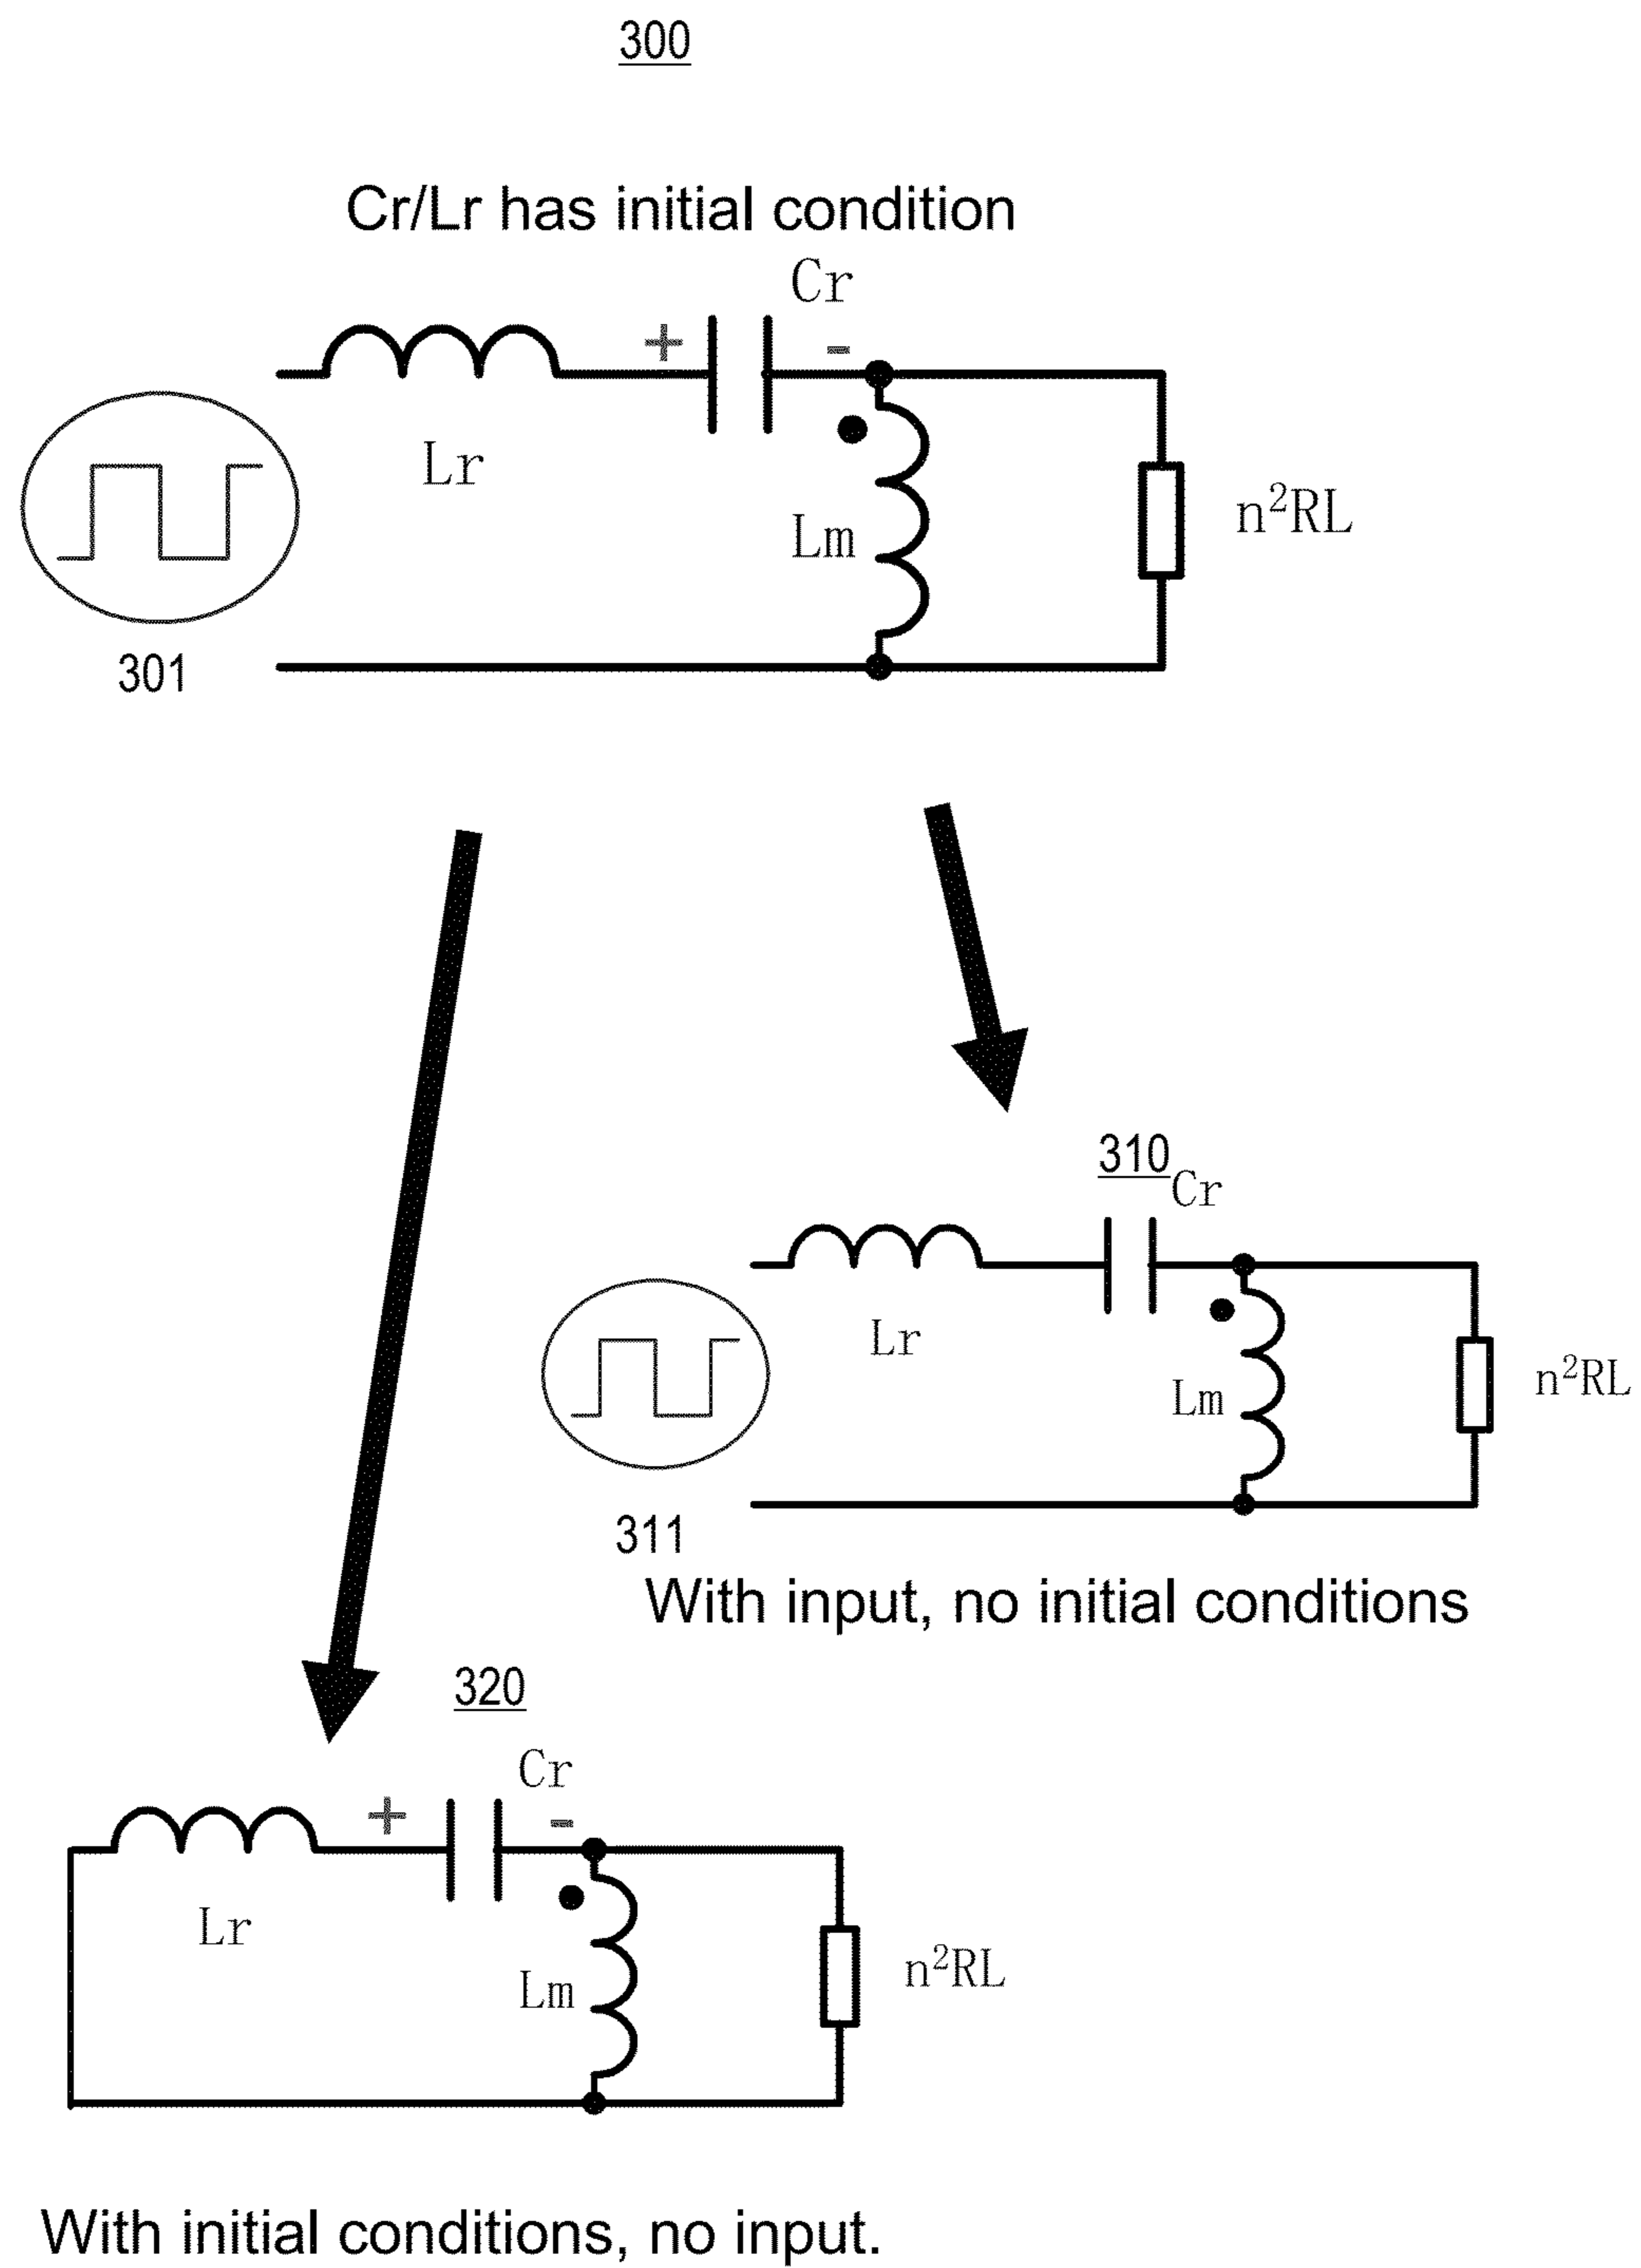 300
Cr/Lr has initial condition
Cr
+ -
Lr
Lm
n²RL
301
310
Cr
Lr
Lm
n²RL
311
With input, no initial conditions
320
Cr
+ -
Lr
Lm
n²RL
With initial conditions, no input.